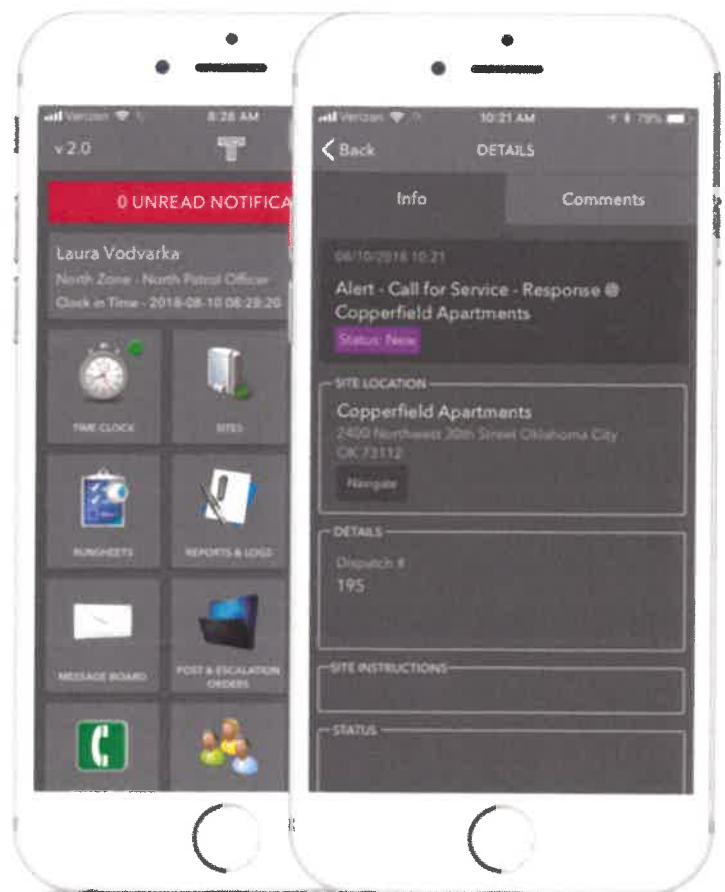 Verizon
8:28 AM
v 2.0
0 UNREAD NOTIFICA
Laura Vodvarka
North Zone - North Patrol Officer
Clock in Time - 2018-08-10 08:28:20
TIME CLOCK
SITES
RUNSHEETS
REPORTS & LOGS
MESSAGE BOARD
POST & ESCALATION
ORDERS
Verizon
10:21 AM
79%
Back
DETAILS
Info
Comments
08/10/2018 10:21
Alert - Call for Service - Response @
Copperfield Apartments
Status: New
SITE LOCATION
Copperfield Apartments
2400 Northwest 30th Street Oklahoma City
OK 73112
Navigate
DETAILS
Dispatch #
195
SITE INSTRUCTIONS
STATUS